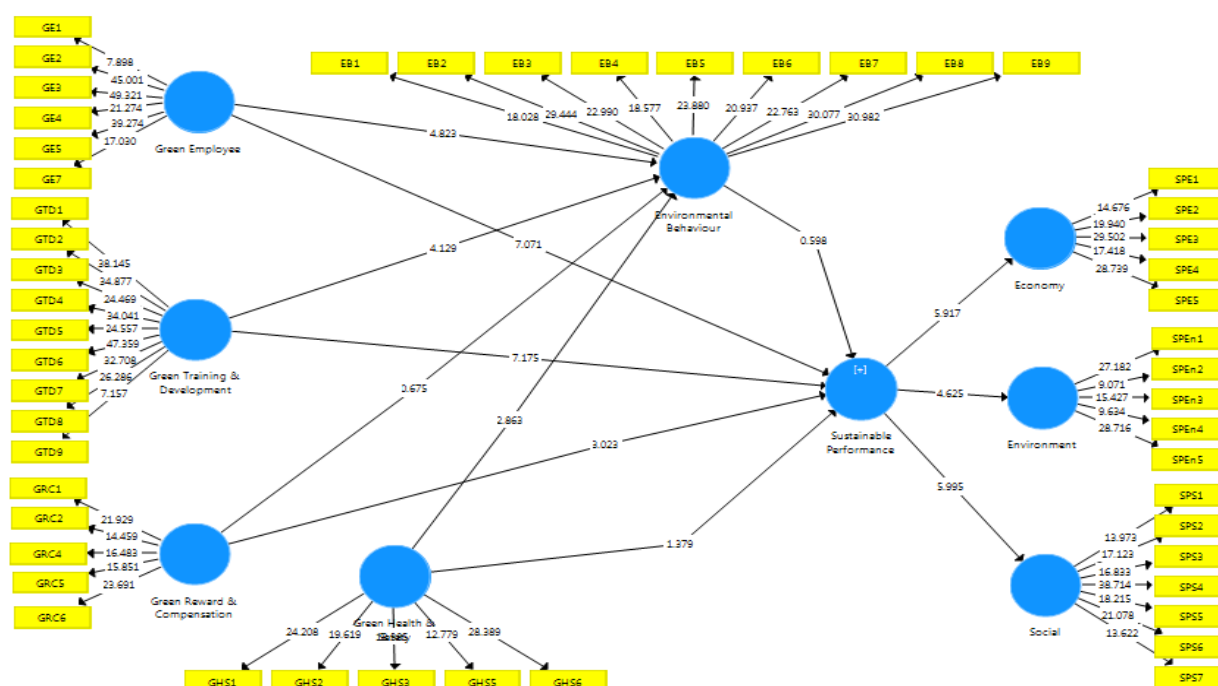 GE1
GE2
GE3
GE4
GE5
GE7
7.898
45.001
49.321
21.274
39.274
17.030
Green Employee
EB1
EB2
EB3
EB4
EB5
EB6
EB7
EB8
EB9
18.028
29.444
22.990
18.577
23.880
20.937
22.763
30.077
30.982
Environmental
Behaviour
4.823
7.071
4.129
0.598
GTD1
GTD2
GTD3
GTD4
GTD5
GTD6
GTD7
GTD8
GTD9
38.145
34.877
24.469
34.041
24.557
47.359
32.708
26.286
7.157
Green Training &
Development
7.175
0.675
2.863
3.023
1.379
[+]
Sustainable
Performance
5.917
4.625
5.995
GRC1
GRC2
GRC4
GRC5
GRC6
21.929
14.459
16.483
15.851
23.691
Green Reward &
Compensation
Green Health &
24.208
19.619
12.779
28.389
GHS1
GHS2
GHS3
GHS5
GHS6
SPE1
SPE2
SPE3
SPE4
SPE5
14.676
19.940
29.502
17.418
28.739
Economy
SPEn1
SPEn2
SPEn3
SPEn4
SPEn5
27.182
9.071
15.427
9.634
28.716
Environment
SPS1
SPS2
SPS3
SPS4
SPS5
SPS6
SPS7
13.973
17.123
16.833
38.714
18.215
21.078
13.622
Social